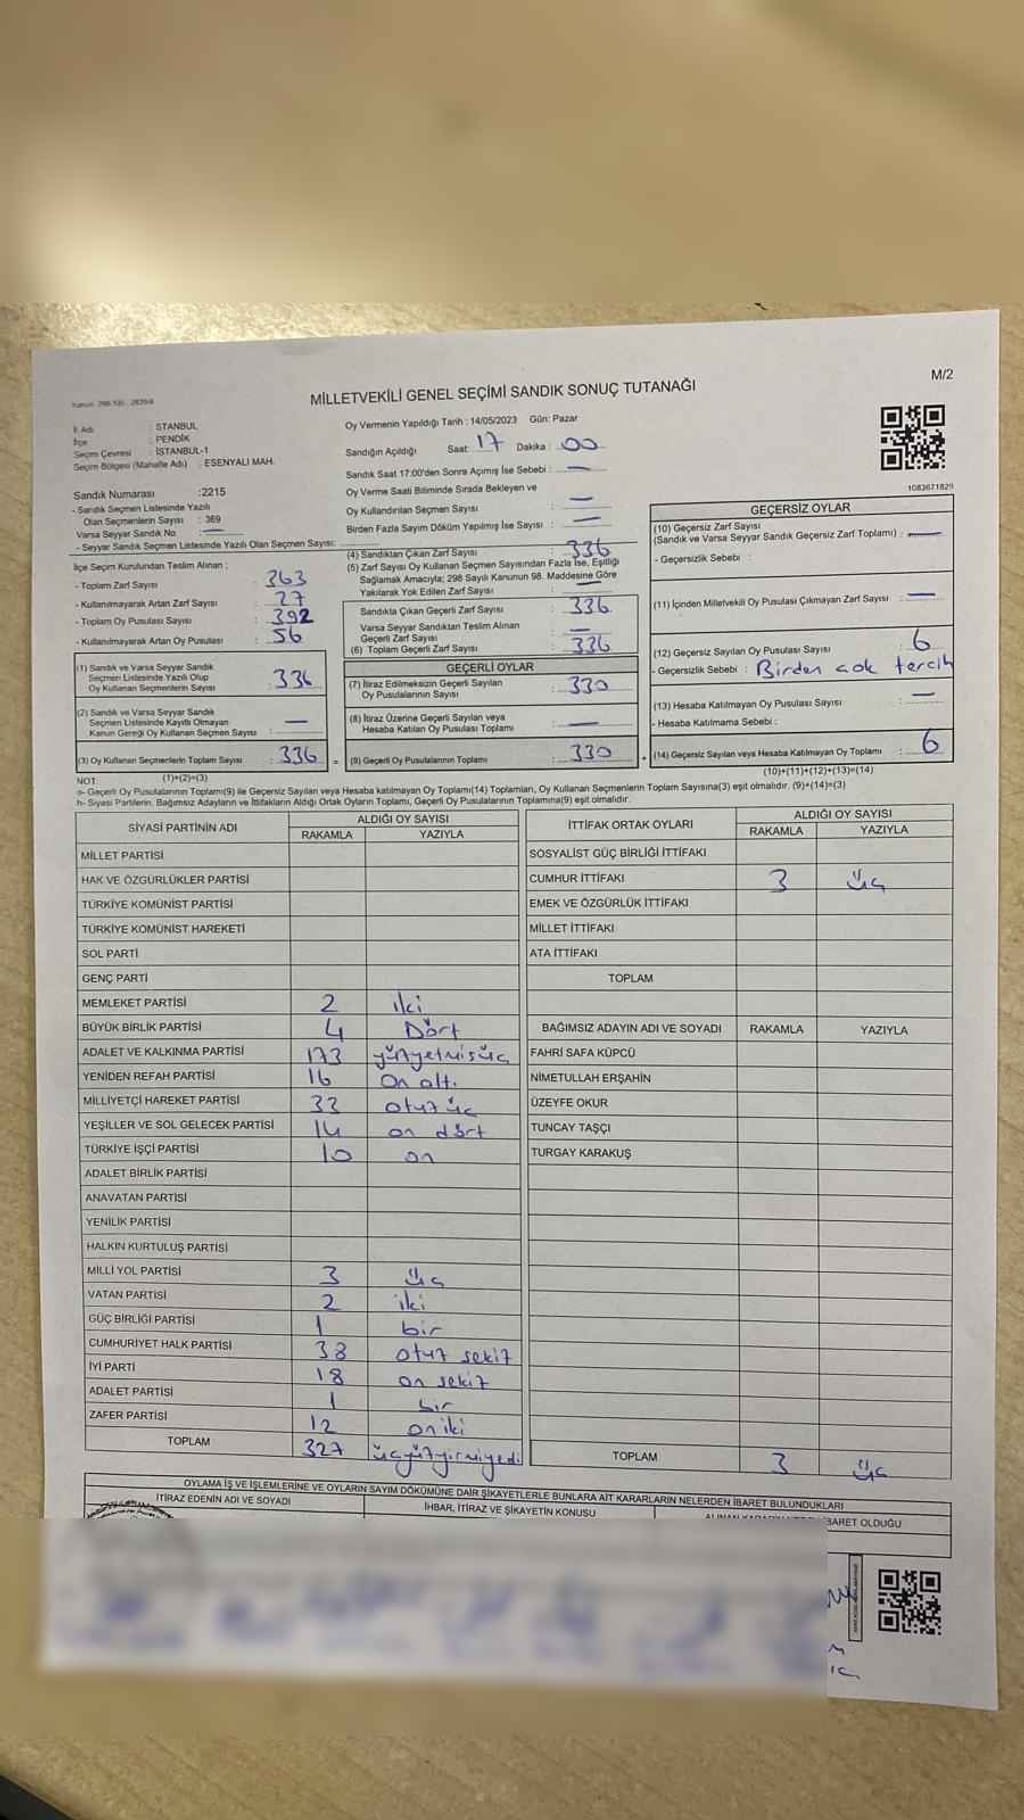 MİLLETVEKİLİ GENEL SEÇİMİ SANDIK SONUÇ TUTANAĞI
M/2
İl Adı : İSTANBUL
İlçe : PENDİK
Seçim Çevresi : İSTANBUL-1
Seçim Bölgesi (Mahalle Adı) : ESENYALI MAH.
Sandık Numarası :2215
- Sandık Seçmen Listesinde Yazılı
Olan Seçmenlerin Sayısı : 369
Varsa Seyyar Sandık No : —
- Seyyar Sandık Seçmen Listesinde Yazılı Olan Seçmen Sayısı:
Oy Vermenin Yapıldığı Tarih : 14/05/2023 Gün: Pazar
Sandığın Açıldığı Saat: 17 Dakika : 00
Sandık Saat 17:00'den Sonra Açımış İse Sebebi : —
Oy Verme Saati Bitiminde Sırada Bekleyen ve
Oy Kullandırılan Seçmen Sayısı : —
Birden Fazla Sayım Döküm Yapılmış İse Sayısı : —
1083671829
İlçe Seçim Kurulundan Teslim Alınan ;
- Toplam Zarf Sayısı : 363
- Kullanılmayarak Artan Zarf Sayısı : 27
- Toplam Oy Pusulası Sayısı : 392
- Kullanılmayarak Artan Oy Pusulası : 56
(1) Sandık ve Varsa Seyyar Sandık
Seçmen Listesinde Yazılı Olup
Oy Kullanan Seçmenlerin Sayısı : 336
(2) Sandık ve Varsa Seyyar Sandık
Seçmen Listesinde Kayıtlı Olmayan
Kanun Gereği Oy Kullanan Seçmen Sayısı : —
(3) Oy Kullanan Seçmenlerin Toplam Sayısı : 336
(4) Sandıktan Çıkan Zarf Sayısı : 336
(5) Zarf Sayısı Oy Kullanan Seçmen Sayısından Fazla İse, Eşitliği
Sağlamak Amacıyla; 298 Sayılı Kanunun 98. Maddesine Göre
Yakılarak Yok Edilen Zarf Sayısı : —
Sandıkta Çıkan Geçerli Zarf Sayısı : 336
Varsa Seyyar Sandıktan Teslim Alınan
Geçerli Zarf Sayısı : —
(6) Toplam Geçerli Zarf Sayısı : 336
GEÇERLİ OYLAR
(7) İtiraz Edilmeksizin Geçerli Sayılan
Oy Pusulalarının Sayısı : 330
(8) İtiraz Üzerine Geçerli Sayılan veya
Hesaba Katılan Oy Pusulası Toplamı : —
= (9) Geçerli Oy Pusulalarının Toplamı : 330
GEÇERSİZ OYLAR
(10) Geçersiz Zarf Sayısı
(Sandık ve Varsa Seyyar Sandık Geçersiz Zarf Toplamı) : —
- Geçersizlik Sebebi :
(11) İçinden Milletvekili Oy Pusulası Çıkmayan Zarf Sayısı : —
(12) Geçersiz Sayılan Oy Pusulası Sayısı : 6
- Geçersizlik Sebebi : Birden çok tercih
(13) Hesaba Katılmayan Oy Pusulası Sayısı : —
- Hesaba Katılmama Sebebi :
+ (14) Geçersiz Sayılan veya Hesaba Katılmayan Oy Toplamı : 6
NOT: (1)+(2)=(3)
(10)+(11)+(12)+(13)=(14)
a- Geçerli Oy Pusulalarının Toplamı(9) ile Geçersiz Sayılan veya Hesaba katılmayan Oy Toplamı(14) Toplamları, Oy Kullanan Seçmenlerin Toplam Sayısına(3) eşit olmalıdır. (9)+(14)=(3)
b- Siyasi Partilerin, Bağımsız Adayların ve İttifakların Aldığı Ortak Oyların Toplamı, Geçerli Oy Pusulalarının Toplamına(9) eşit olmalıdır.
SİYASİ PARTİNİN ADI ALDIĞI OY SAYISI
RAKAMLA YAZIYLA
MİLLET PARTİSİ
HAK VE ÖZGÜRLÜKLER PARTİSİ
TÜRKİYE KOMÜNİST PARTİSİ
TÜRKİYE KOMÜNİST HAREKETİ
SOL PARTİ
GENÇ PARTİ
MEMLEKET PARTİSİ 2 iki
BÜYÜK BİRLİK PARTİSİ 4 Dört
ADALET VE KALKINMA PARTİSİ 173 yüzyetmişüç
YENİDEN REFAH PARTİSİ 16 On altı
MİLLİYETÇİ HAREKET PARTİSİ 33 otuz üç
YEŞİLLER VE SOL GELECEK PARTİSİ 14 on dört
TÜRKİYE İŞÇİ PARTİSİ 10 on
ADALET BİRLİK PARTİSİ
ANAVATAN PARTİSİ
YENİLİK PARTİSİ
HALKIN KURTULUŞ PARTİSİ
MİLLİ YOL PARTİSİ 3 üç
VATAN PARTİSİ 2 iki
GÜÇ BİRLİĞİ PARTİSİ 1 bir
CUMHURİYET HALK PARTİSİ 38 otuz sekiz
İYİ PARTİ 18 on sekiz
ADALET PARTİSİ 1 bir
ZAFER PARTİSİ 12 oniki
TOPLAM 327 üçyüzyirmiyedi
İTTİFAK ORTAK OYLARI ALDIĞI OY SAYISI
RAKAMLA YAZIYLA
SOSYALİST GÜÇ BİRLİĞİ İTTİFAKI
CUMHUR İTTİFAKI 3 üç
EMEK VE ÖZGÜRLÜK İTTİFAKI
MİLLET İTTİFAKI
ATA İTTİFAKI
TOPLAM
BAĞIMSIZ ADAYIN ADI VE SOYADI RAKAMLA YAZIYLA
FAHRİ SAFA KÜPCÜ
NİMETULLAH ERŞAHİN
ÜZEYFE OKUR
TUNCAY TAŞÇI
TURGAY KARAKUŞ
TOPLAM 3 üç
OYLAMA İŞ VE İŞLEMLERİNE VE OYLARIN SAYIM DÖKÜMÜNE DAİR ŞİKAYETLERLE BUNLARA AİT KARARLARIN NELERDEN İBARET BULUNDUKLARI
İTİRAZ EDENİN ADI VE SOYADI İHBAR, İTİRAZ VE ŞİKAYETİN KONUSU İBARET OLDUĞU